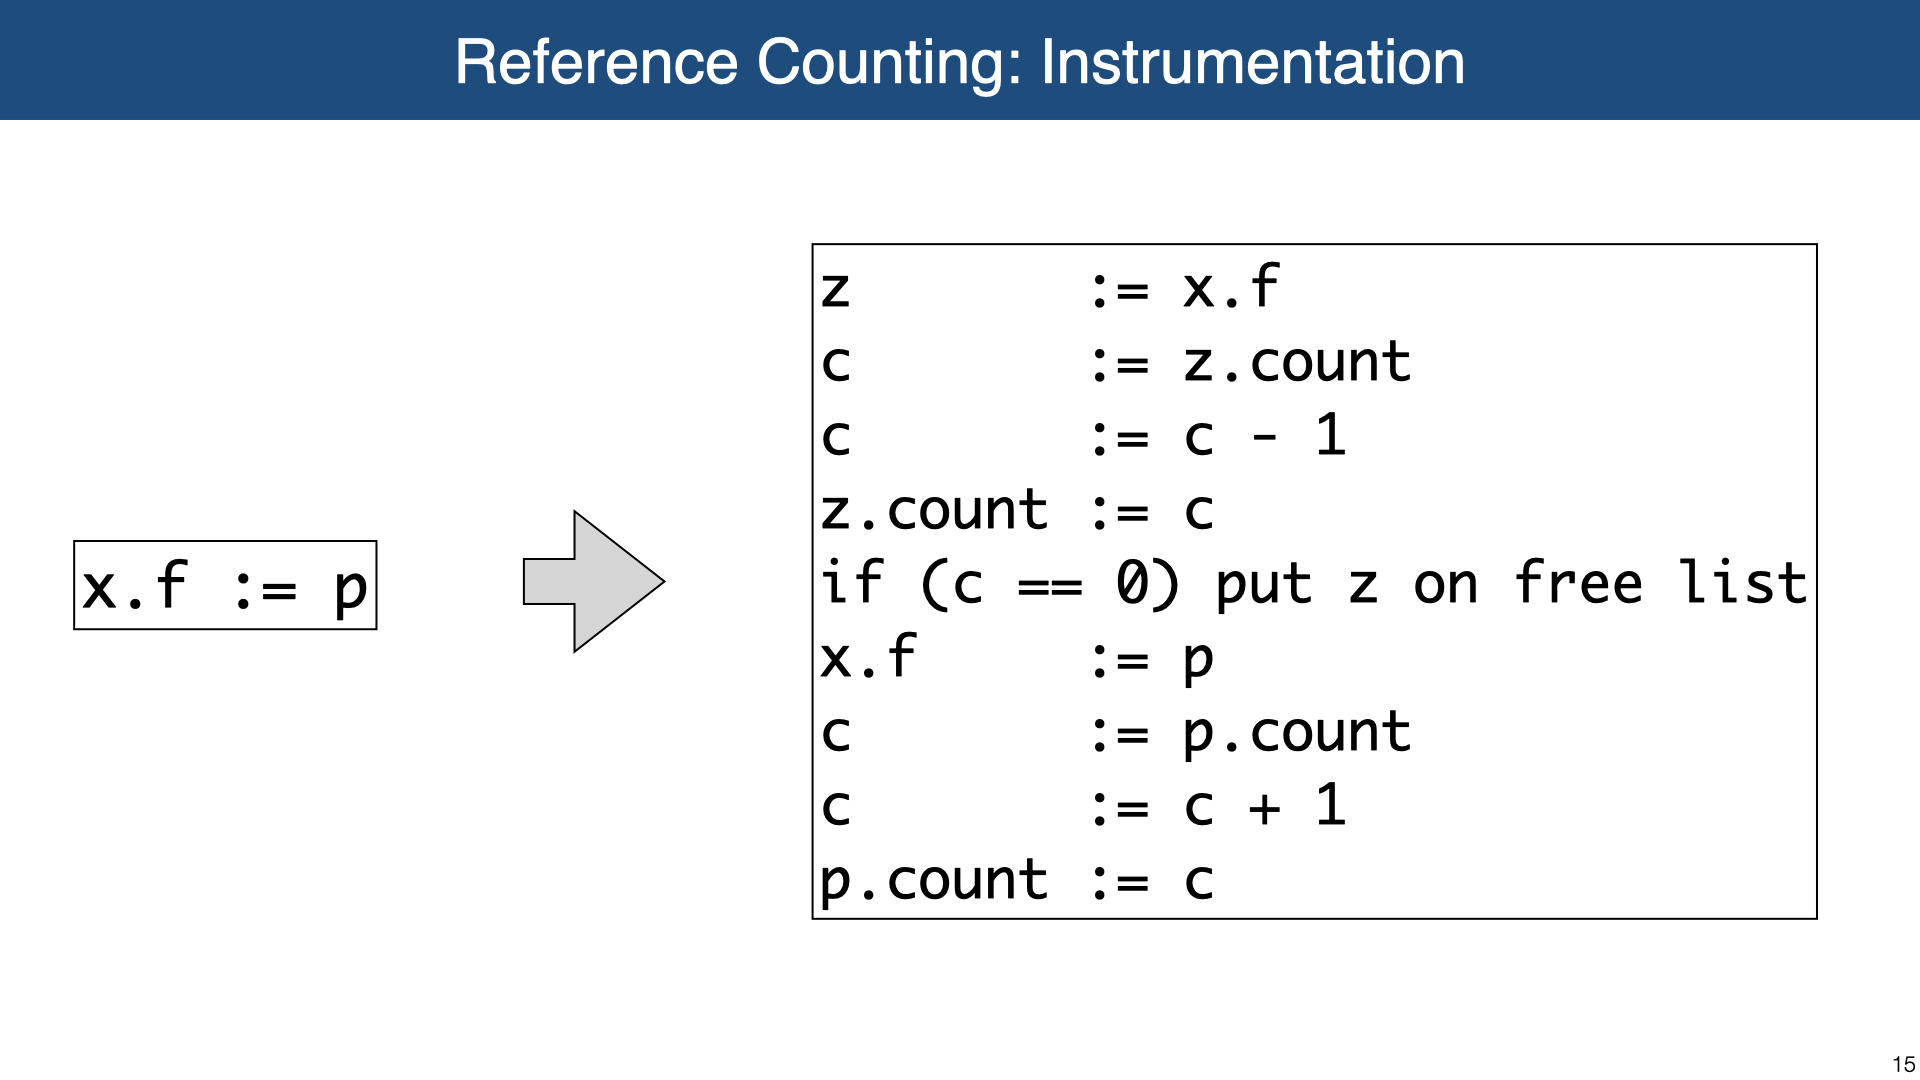 Reference Counting: Instrumentation
x.f := p
z       := x.f
c       := z.count
c       := c - 1
z.count := c
if (c == 0) put z on free list
x.f     := p
c       := p.count
c       := c + 1
p.count := c
15